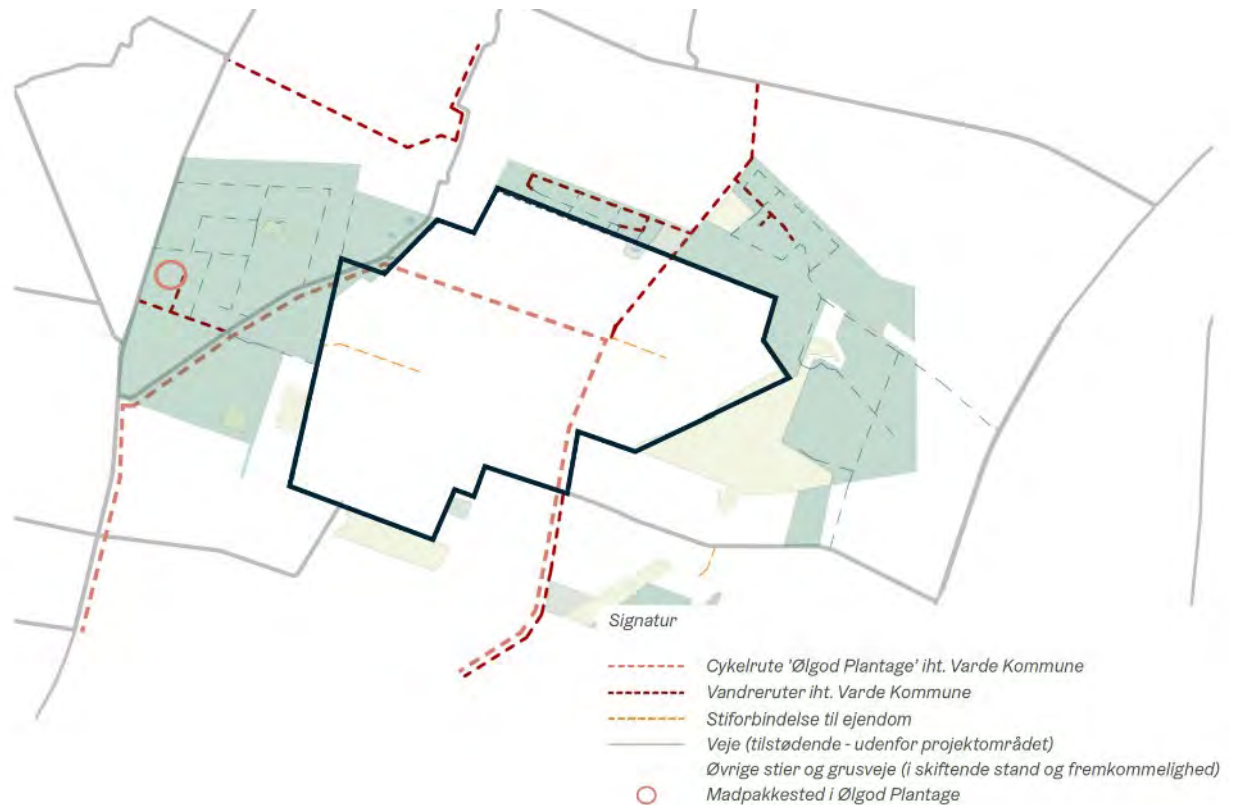 Signatur
Cykelrute 'Ølgod Plantage' iht. Varde Kommune
Vandreruter iht. Varde Kommune
Stiforbindelse til ejendom
Veje (tilstødende - udenfor projektområdet)
Øvrige stier og grusveje (i skiftende stand og fremkommelighed)
Madpakkested i Ølgod Plantage